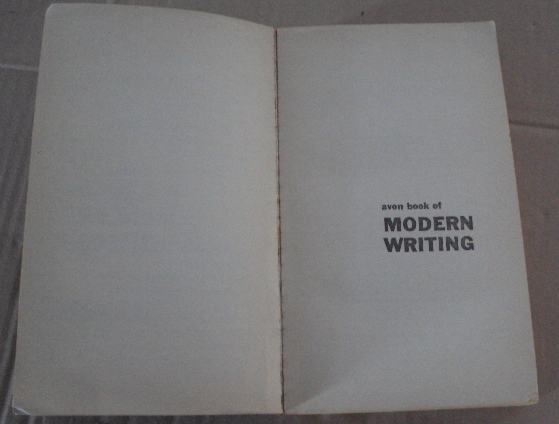 avon book of
MODERN
WRITING